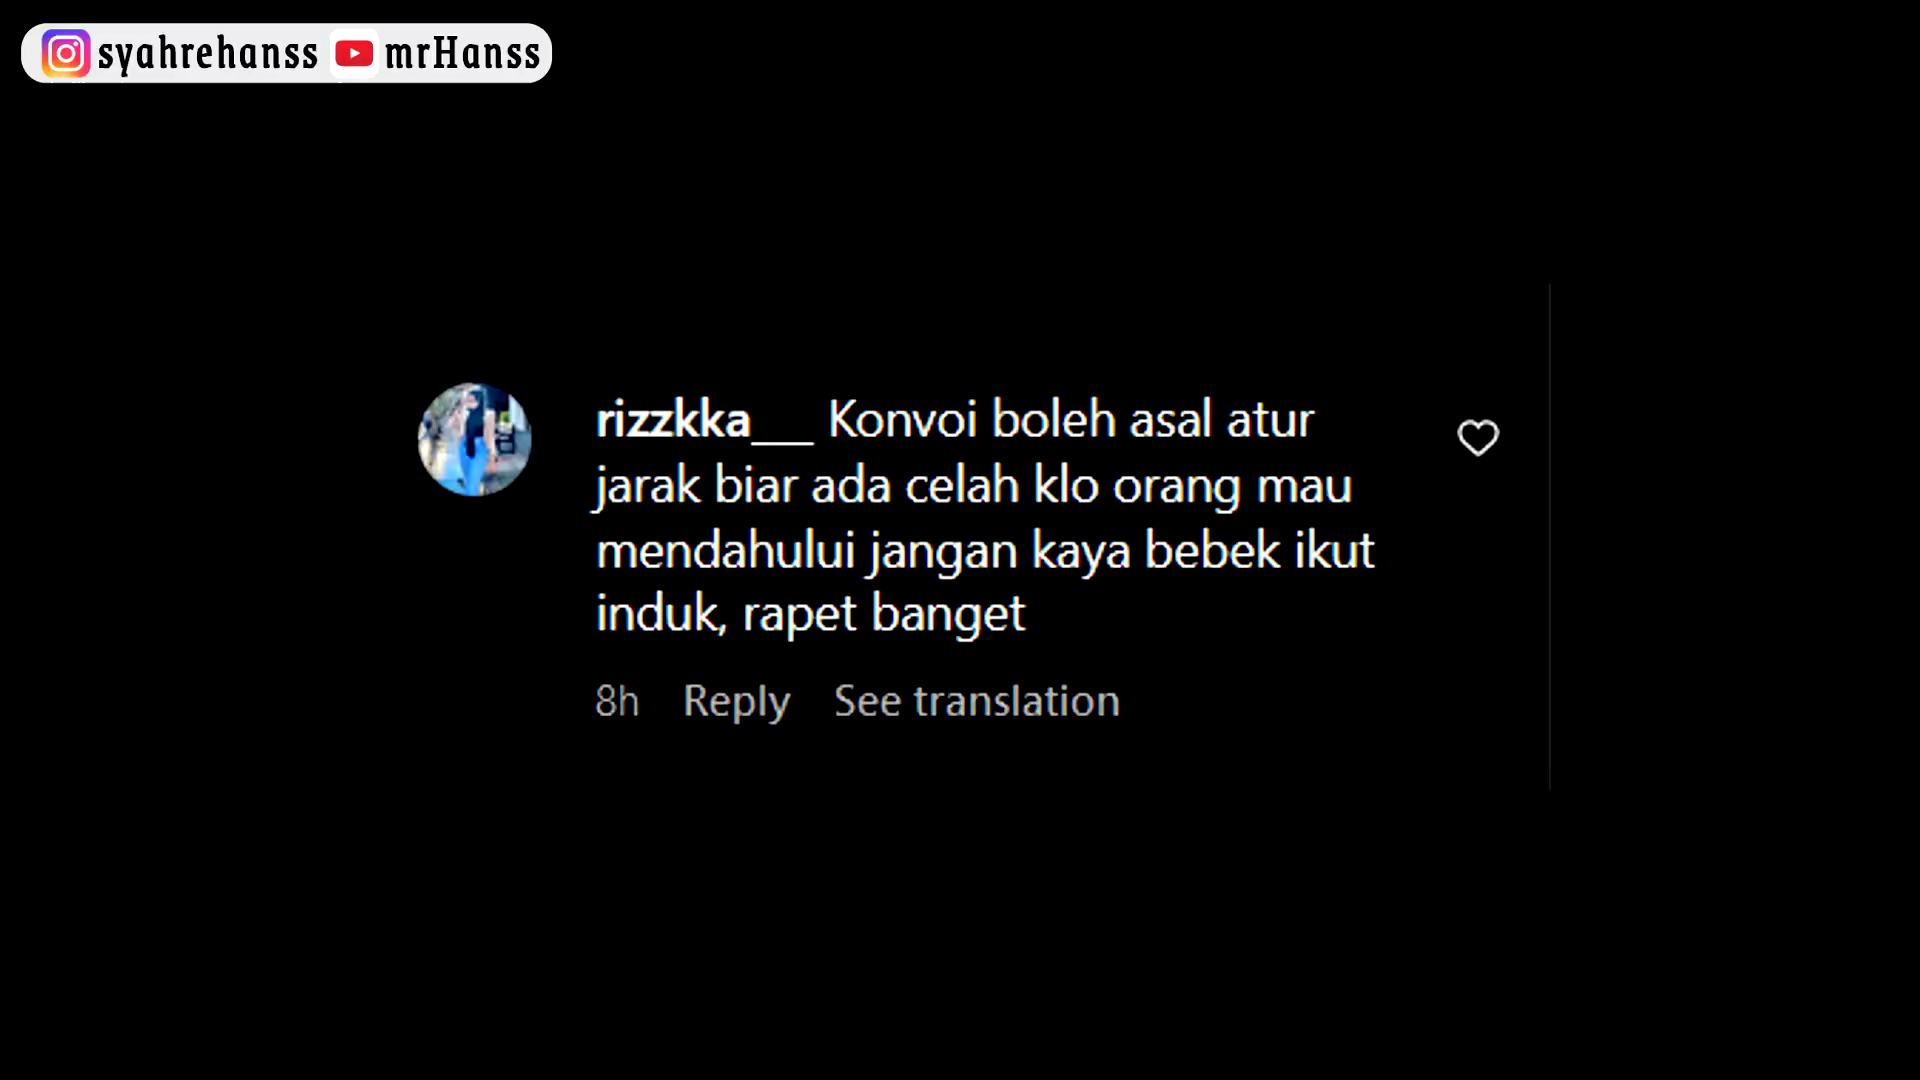 syahrehanss mrHanss
rizzkka___ Konvoi boleh asal atur
jarak biar ada celah klo orang mau
mendahului jangan kaya bebek ikut
induk, rapet banget
8h Reply See translation